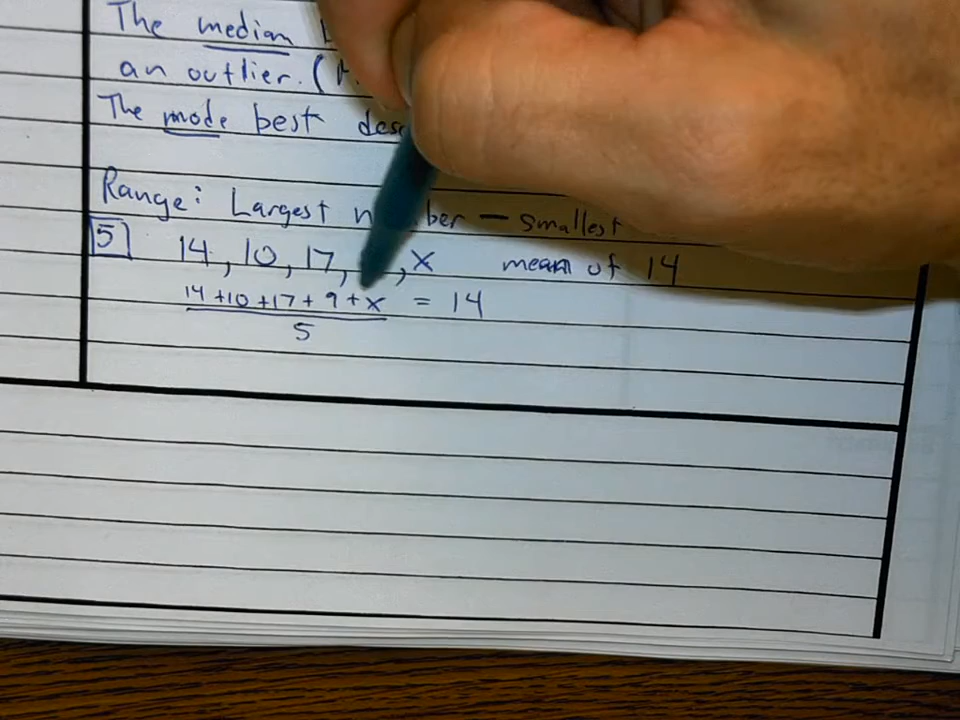 The median
an outlier. (
The mode best
Range: Largest — smallest
5 14, 10, 17, , X mean of 14
14 +10 +17 + 9 + x = 14
5